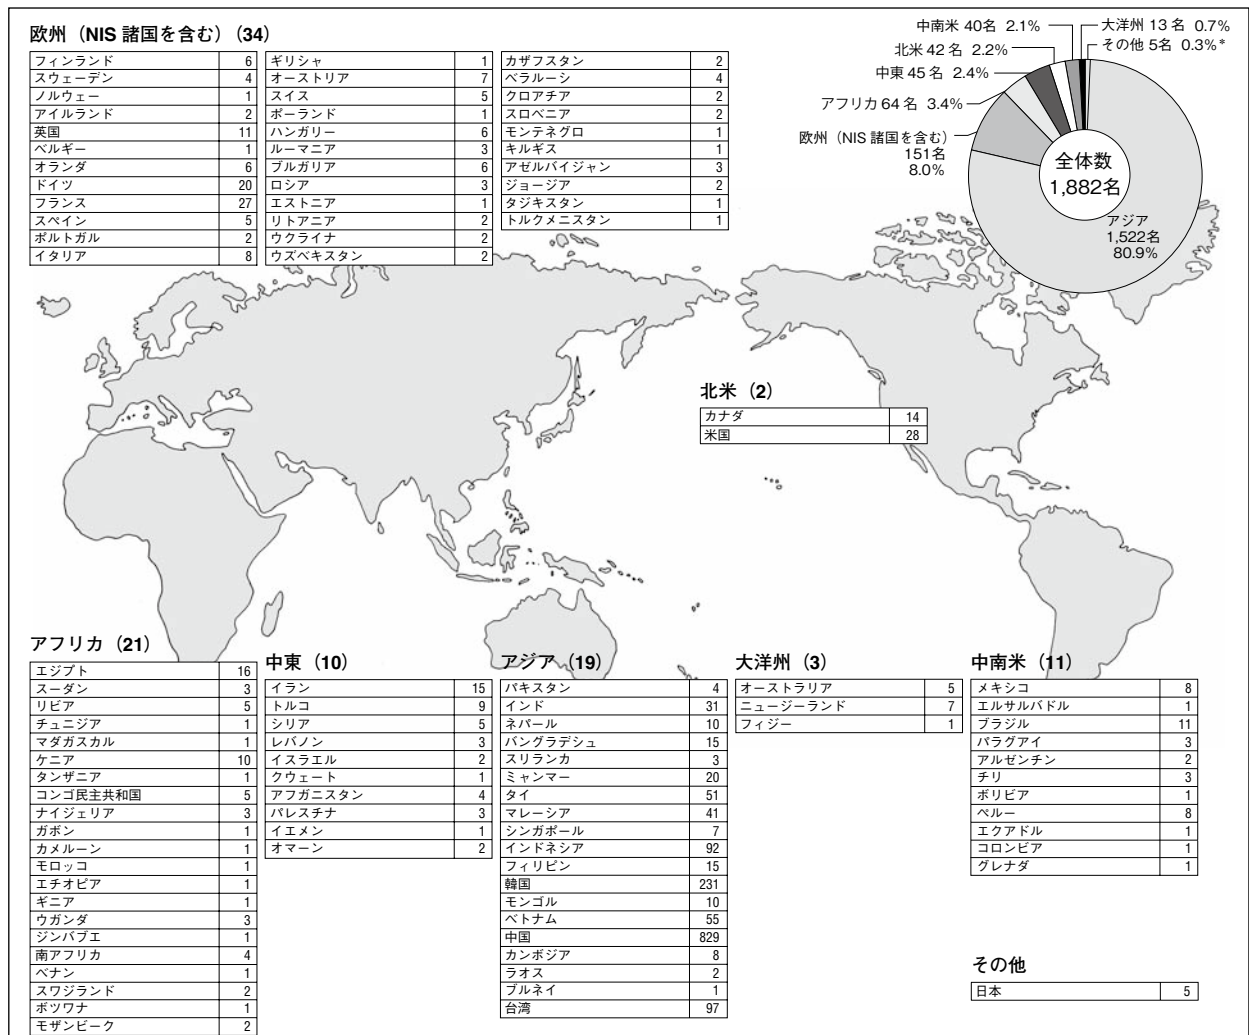 欧州（NIS 諸国を含む）(34)
フィンランド 6
スウェーデン 4
ノルウェー 1
アイルランド 2
英国 11
ベルギー 1
オランダ 6
ドイツ 20
フランス 27
スペイン 5
ポルトガル 2
イタリア 8
ギリシャ 1
オーストリア 7
スイス 5
ポーランド 1
ハンガリー 6
ルーマニア 3
ブルガリア 6
ロシア 3
エストニア 1
リトアニア 2
ウクライナ 2
ウズベキスタン 2
カザフスタン 2
ベラルーシ 4
クロアチア 2
スロベニア 2
モンテネグロ 1
キルギス 1
アゼルバイジャン 3
ジョージア 2
タジキスタン 1
トルクメニスタン 1
中南米 40名 2.1%
大洋州 13 名 0.7%
北米 42 名 2.2%
その他 5名 0.3%*
中東 45 名 2.4%
アフリカ 64 名 3.4%
欧州（NIS 諸国を含む）
151名
8.0%
全体数
1,882名
アジア
1,522名
80.9%
北米（2）
カナダ 14
米国 28
アフリカ（21）
エジプト 16
スーダン 3
リビア 5
チュニジア 1
マダガスカル 1
ケニア 10
タンザニア 1
コンゴ民主共和国 5
ナイジェリア 3
ガボン 1
カメルーン 1
モロッコ 1
エチオピア 1
ギニア 1
ウガンダ 3
ジンバブエ 1
南アフリカ 4
ベナン 1
スワジランド 2
ボツワナ 1
モザンビーク 2
中東（10）
イラン 15
トルコ 9
シリア 5
レバノン 3
イスラエル 2
クウェート 1
アフガニスタン 4
パレスチナ 3
イエメン 1
オマーン 2
アジア（19）
パキスタン 4
インド 31
ネパール 10
バングラデシュ 15
スリランカ 3
ミャンマー 20
タイ 51
マレーシア 41
シンガポール 7
インドネシア 92
フィリピン 15
韓国 231
モンゴル 10
ベトナム 55
中国 829
カンボジア 8
ラオス 2
ブルネイ 1
台湾 97
大洋州（3）
オーストラリア 5
ニュージーランド 7
フィジー 1
中南米（11）
メキシコ 8
エルサルバドル 1
ブラジル 11
パラグアイ 3
アルゼンチン 2
チリ 3
ボリビア 1
ペルー 8
エクアドル 1
コロンビア 1
グレナダ 1
その他
日本 5